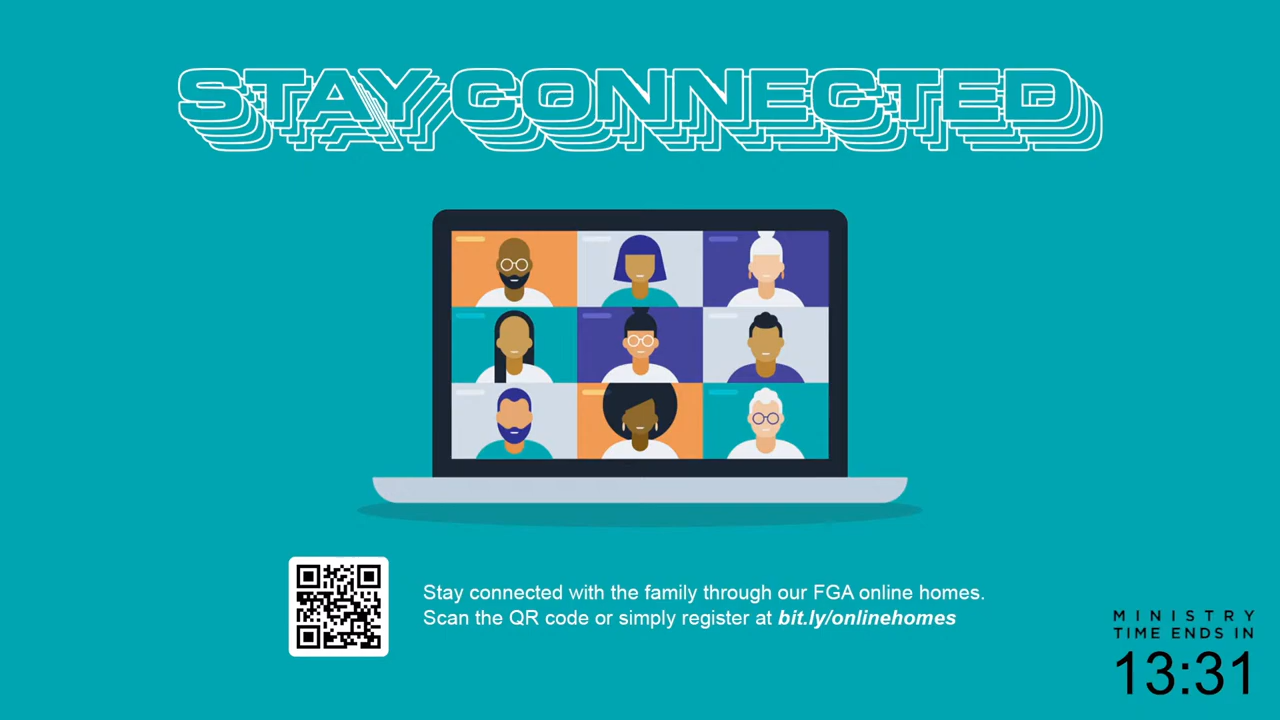 STAY CONNECTED
Stay connected with the family through our FGA online homes.
Scan the QR code or simply register at bit.ly/onlinehomes
MINISTRY
TIME ENDS IN
13:31